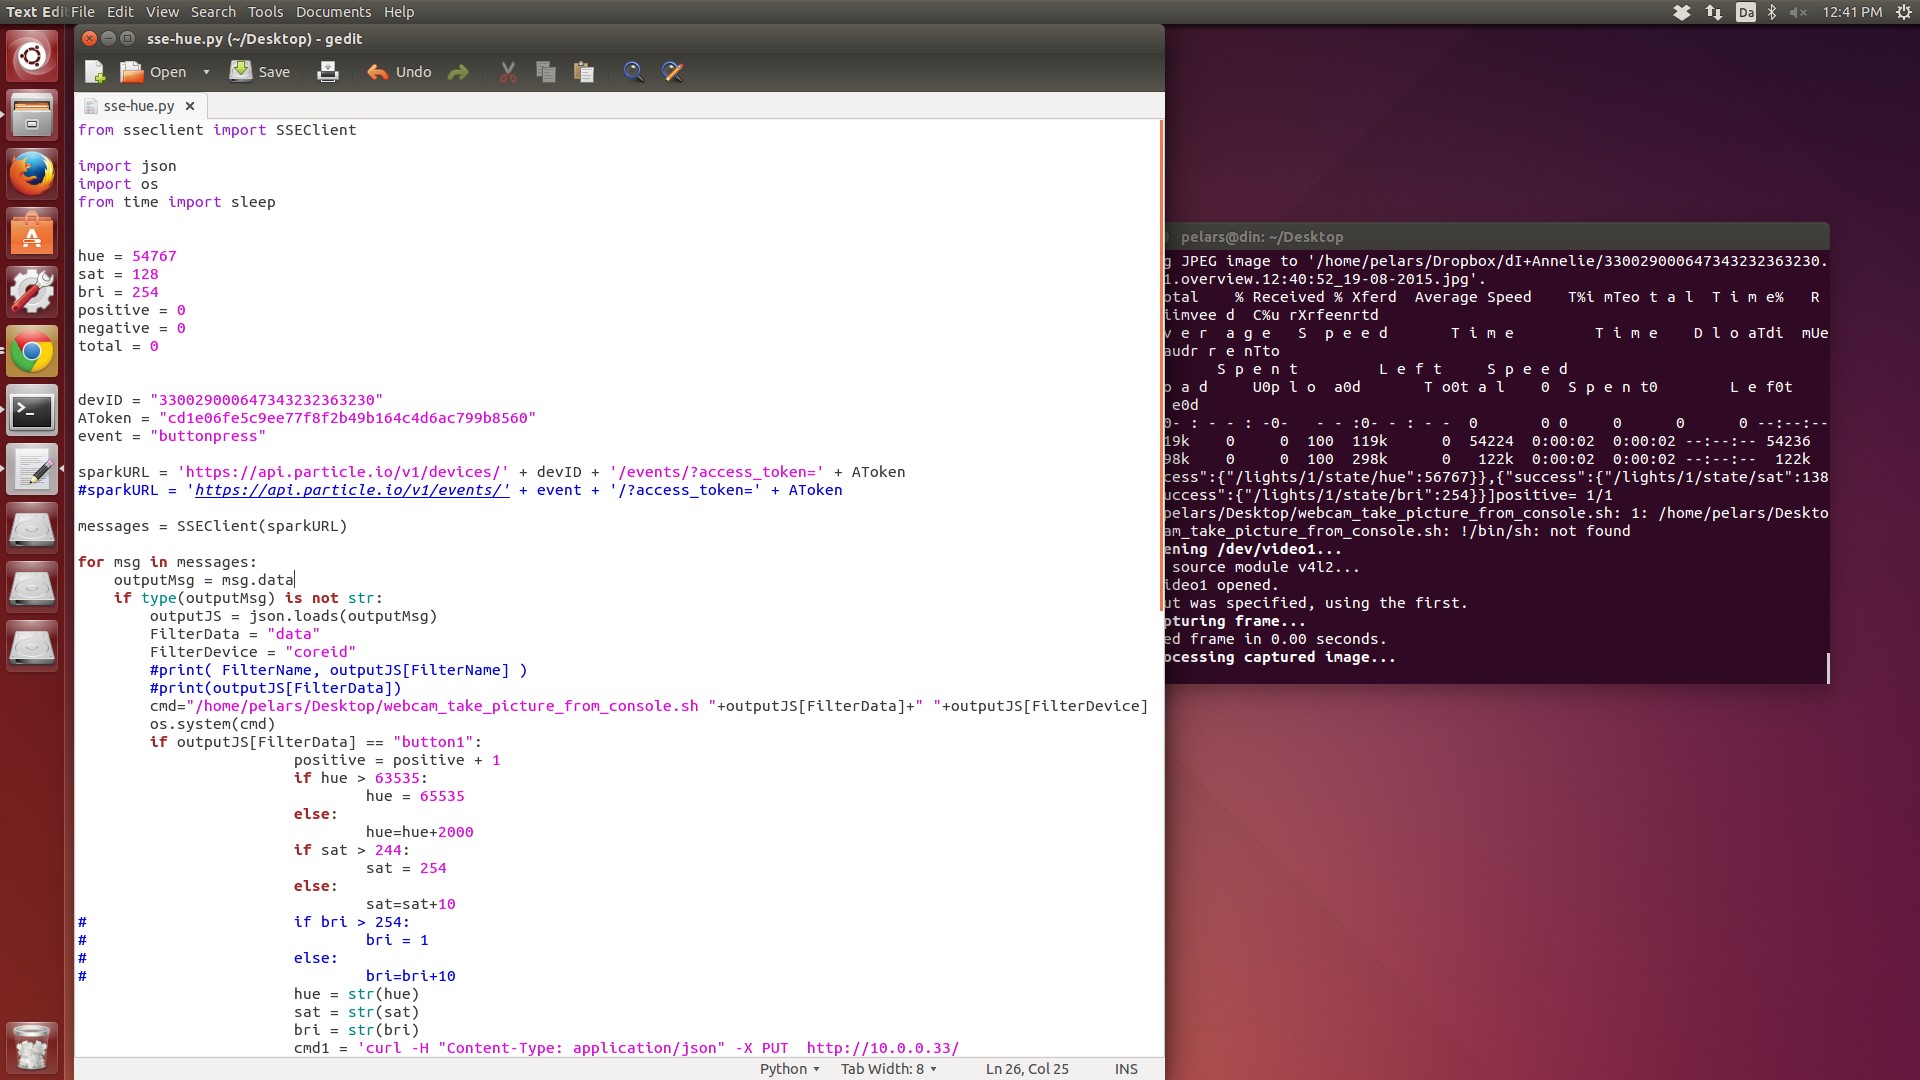 Text Edi File Edit View Search Tools Documents Help
Da 12:41 PM
sse-hue.py (~/Desktop) - gedit
Open Save Undo
sse-hue.py ×
from sseclient import SSEClient
import json
import os
from time import sleep
hue = 54767
sat = 128
bri = 254
positive = 0
negative = 0
total = 0
devID = "330029000647343232363230"
AToken = "cd1e06fe5c9ee77f8f2b49b164c4d6ac799b8560"
event = "buttonpress"
sparkURL = 'https://api.particle.io/v1/devices/' + devID + '/events/?access_token=' + AToken
#sparkURL = 'https://api.particle.io/v1/events/' + event + '/?access_token=' + AToken
messages = SSEClient(sparkURL)
for msg in messages:
outputMsg = msg.data
if type(outputMsg) is not str:
outputJS = json.loads(outputMsg)
FilterData = "data"
FilterDevice = "coreid"
#print( FilterName, outputJS[FilterName] )
#print(outputJS[FilterData])
cmd="/home/pelars/Desktop/webcam_take_picture_from_console.sh "+outputJS[FilterData]+" "+outputJS[FilterDevice]
os.system(cmd)
if outputJS[FilterData] == "button1":
positive = positive + 1
if hue > 63535:
hue = 65535
else:
hue=hue+2000
if sat > 244:
sat = 254
else:
sat=sat+10
# if bri > 254:
# bri = 1
# else:
# bri=bri+10
hue = str(hue)
sat = str(sat)
bri = str(bri)
cmd1 = 'curl -H "Content-Type: application/json" -X PUT  http://10.0.0.33/
Python Tab Width: 8 Ln 26, Col 25 INS
pelars@din: ~/Desktop
g JPEG image to '/home/pelars/Dropbox/dI+Annelie/330029000647343232363230.
1.overview.12:40:52_19-08-2015.jpg'.
otal % Received % Xferd Average Speed T%i mTeo t a l T i m e% R
iimvee d C%u rXrfeenrtd
v e r a g e S p e e d T i m e T i m e D l o aTdi mUe
audr r e nTto
S p e n t L e f t S p e e d
o a d U0p l o a0d T o0t a l 0 S p e n t0 L e f0t
e0d
0- : - - : -0- - - :0- - : - - 0 0 0 0 0 0 --:--:--
19k 0 0 100 119k 0 54224 0:00:02 0:00:02 --:--:-- 54236
98k 0 0 100 298k 0 122k 0:00:02 0:00:02 --:--:-- 122k
cess":{"/lights/1/state/hue":56767}},{"success":{"/lights/1/state/sat":138
uccess":{"/lights/1/state/bri":254}}]positive= 1/1
pelars/Desktop/webcam_take_picture_from_console.sh: 1: /home/pelars/Deskto
am_take_picture_from_console.sh: !/bin/sh: not found
ening /dev/video1...
source module v4l2...
ideo1 opened.
ut was specified, using the first.
pturing frame...
ed frame in 0.00 seconds.
ocessing captured image...